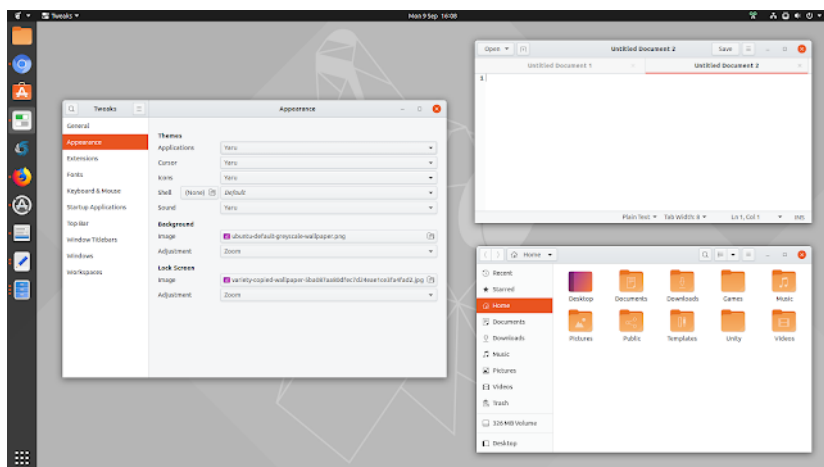 Tweaks
Mon 9 Sep 16:08
Tweaks
Appearance
General
Appearance
Extensions
Fonts
Keyboard & Mouse
Startup Applications
Top Bar
Window Titlebars
Windows
Workspaces
Themes
Applications Yaru
Cursor Yaru
Icons Yaru
Shell (None) Default
Sound Yaru
Background
Image ubuntu-default-greyscale-wallpaper.png
Adjustment Zoom
Lock Screen
Image
Adjustment Zoom
Open Untitled Document 2 Save
Untitled Document 1 Untitled Document 2
1
Plain Text Tab Width: 8 Ln 1, Col 1 INS
Home
Recent
Starred
Home
Documents
Downloads
Music
Pictures
Videos
Trash
326 MB Volume
Desktop
Desktop Documents Downloads Games Music
Pictures Public Templates Unity Videos